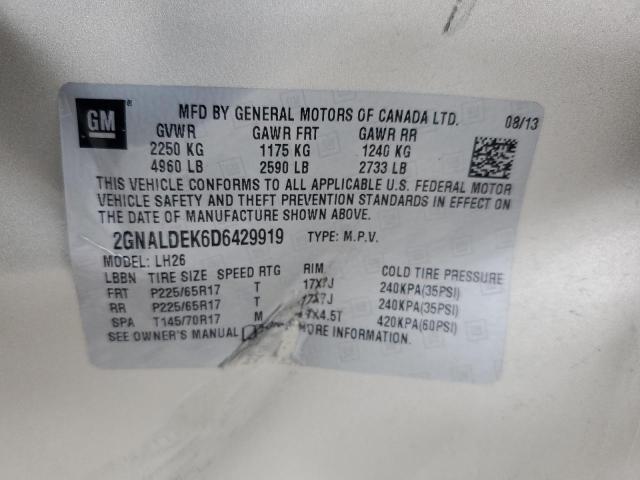 GM
MFD BY GENERAL MOTORS OF CANADA LTD. 08/13
GVWR GAWR FRT GAWR RR
2250 KG 1175 KG 1240 KG
4960 LB 2590 LB 2733 LB
THIS VEHICLE CONFORMS TO ALL APPLICABLE U.S. FEDERAL MOTOR
VEHICLE SAFETY AND THEFT PREVENTION STANDARDS IN EFFECT ON
THE DATE OF MANUFACTURE SHOWN ABOVE.
2GNALDEK6D6429919 TYPE: M.P.V.
MODEL: LH26
LBBN TIRE SIZE SPEED RTG RIM COLD TIRE PRESSURE
FRT P225/65R17 T 17X7J 240KPA(35PSI)
RR P225/65R17 T 17X7J 240KPA(35PSI)
SPA T145/70R17 M X4.5T 420KPA(60PSI)
SEE OWNER'S MANUAL MORE INFORMATION.